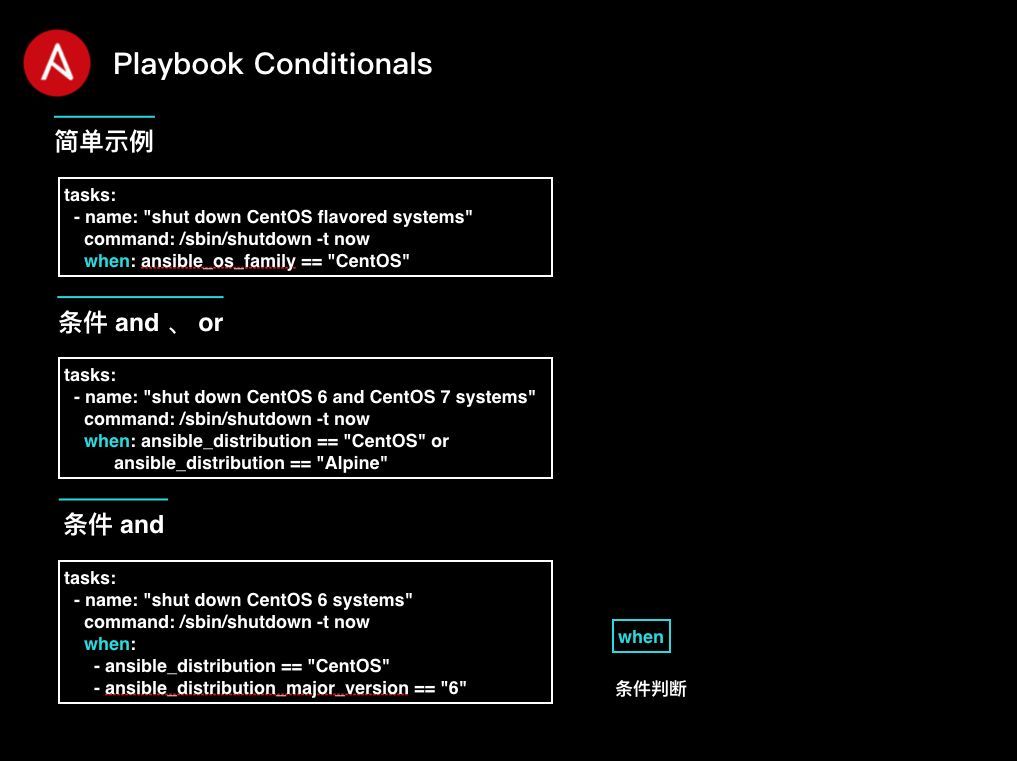 Playbook Conditionals
简单示例
tasks:
  - name: "shut down CentOS flavored systems"
    command: /sbin/shutdown -t now
    when: ansible_os_family == "CentOS"
条件 and 、 or
tasks:
  - name: "shut down CentOS 6 and CentOS 7 systems"
    command: /sbin/shutdown -t now
    when: ansible_distribution == "CentOS" or
          ansible_distribution == "Alpine"
条件 and
tasks:
  - name: "shut down CentOS 6 systems"
    command: /sbin/shutdown -t now
    when:
      - ansible_distribution == "CentOS"
      - ansible_distribution_major_version == "6"
when
条件判断